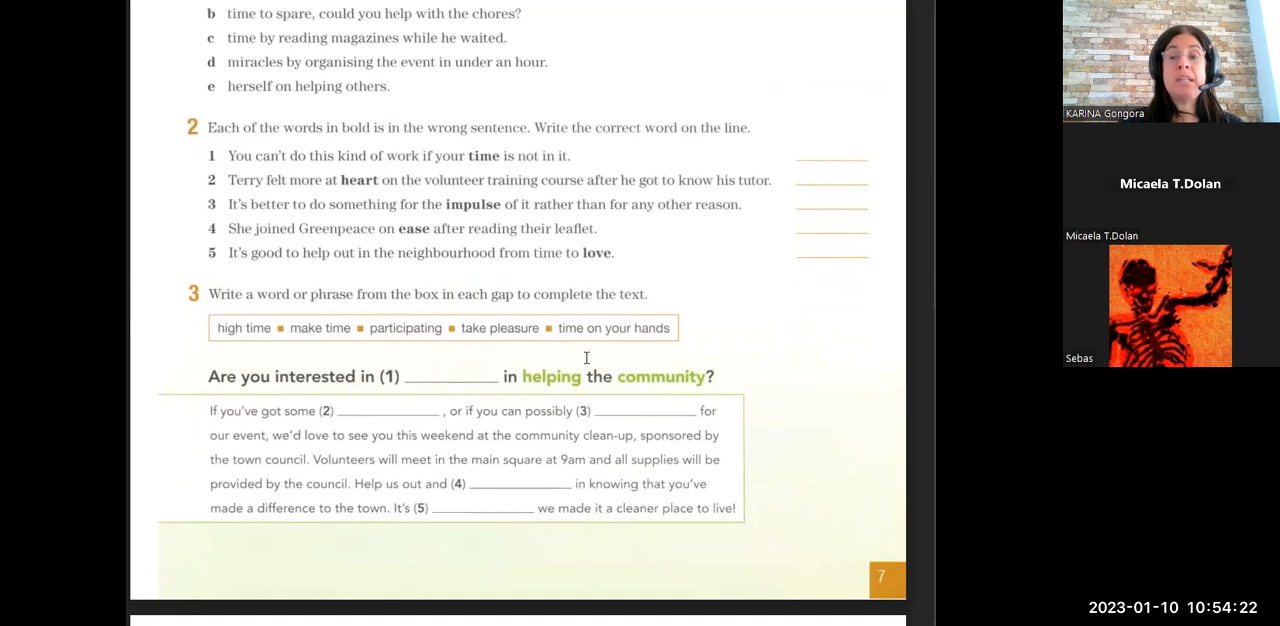 b time to spare, could you help with the chores?
c time by reading magazines while he waited.
d miracles by organising the event in under an hour.
e herself on helping others.
2 Each of the words in bold is in the wrong sentence. Write the correct word on the line.
1 You can't do this kind of work if your time is not in it. ________
2 Terry felt more at heart on the volunteer training course after he got to know his tutor. ________
3 It's better to do something for the impulse of it rather than for any other reason. ________
4 She joined Greenpeace on ease after reading their leaflet. ________
5 It's good to help out in the neighbourhood from time to love. ________
3 Write a word or phrase from the box in each gap to complete the text.
high time ■ make time ■ participating ■ take pleasure ■ time on your hands
Are you interested in (1) ________ in helping the community?
If you've got some (2) ________ , or if you can possibly (3) ________ for
our event, we'd love to see you this weekend at the community clean-up, sponsored by
the town council. Volunteers will meet in the main square at 9am and all supplies will be
provided by the council. Help us out and (4) ________ in knowing that you've
made a difference to the town. It's (5) ________ we made it a cleaner place to live!
7
KARINA Gongora
Micaela T.Dolan
Micaela T.Dolan
Sebas
2023-01-10 10:54:22